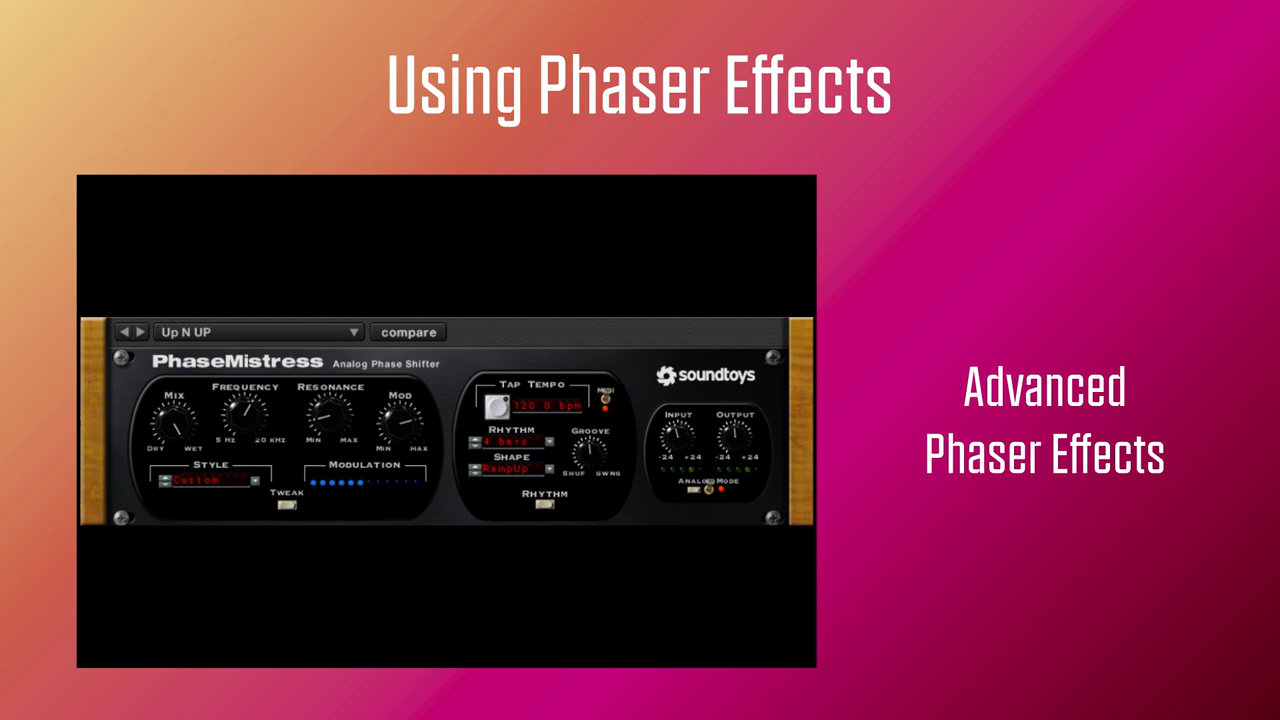 Using Phaser Effects
Up N UP
compare
PhaseMistress Analog Phase Shifter
soundtoys
Mix
Frequency
Resonance
Mod
Dry Wet
5 Hz 20 kHz
Min Max
Min Max
Style
Custom
Modulation
Tweak
Tap Tempo
120.0 bpm
MIDI
Rhythm
4 bars
Shape
RampUp
Groove
Shuf Swng
Rhythm
Input
Output
-24 +24
-24 +24
Analog Mode
Advanced
Phaser Effects